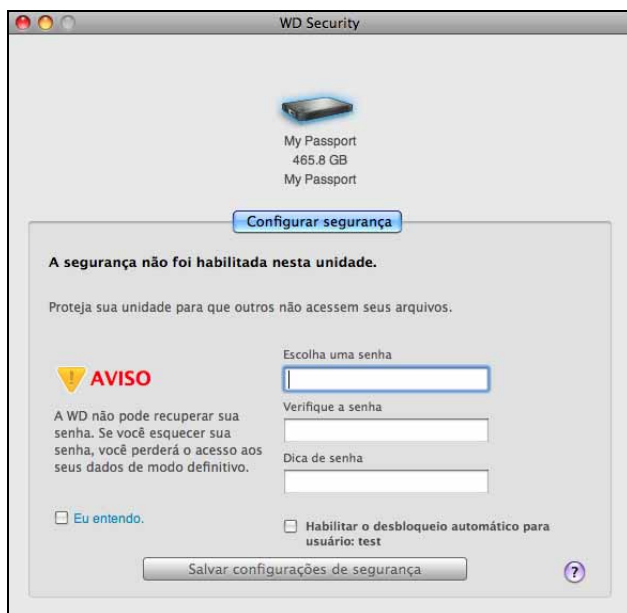 WD Security
My Passport
465.8 GB
My Passport
Configurar segurança
A segurança não foi habilitada nesta unidade.
Proteja sua unidade para que outros não acessem seus arquivos.
AVISO
A WD não pode recuperar sua
senha. Se você esquecer sua
senha, você perderá o acesso aos
seus dados de modo definitivo.
Eu entendo.
Escolha uma senha
Verifique a senha
Dica de senha
Habilitar o desbloqueio automático para
usuário: test
Salvar configurações de segurança
?